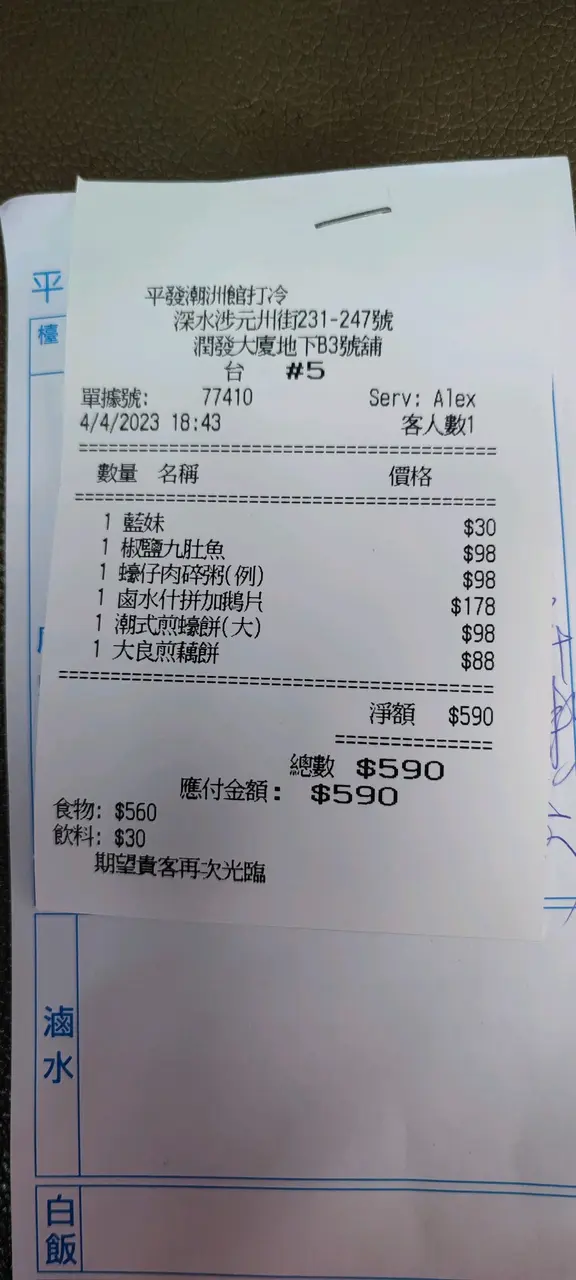 平發潮洲館打冷
深水涉元州街231-247號
潤發大廈地下B3號舖
台 #5
單據號: 77410 Serv: Alex
4/4/2023 18:43 客人數1
數量 名稱 價格
1 藍妹 $30
1 椒鹽九肚魚 $98
1 蠔仔肉碎粥(例) $98
1 鹵水什拼加鵝片 $178
1 潮式煎蠔餅(大) $98
1 大良煎藕餅 $88
淨額 $590
總數 $590
應付金額: $590
食物: $560
飲料: $30
期望貴客再次光臨
平
檯
滷水
白飯